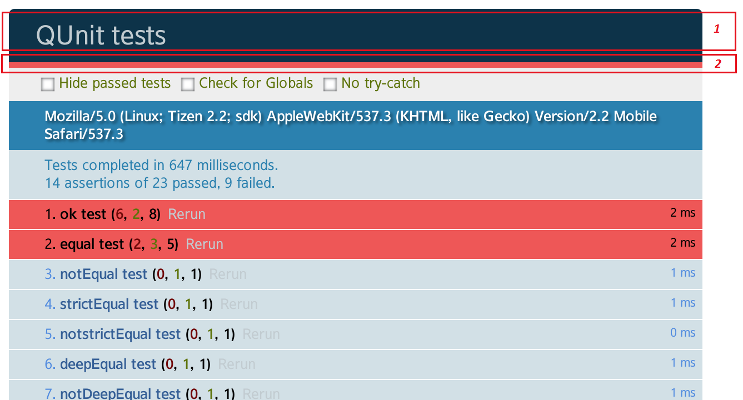 QUnit tests
1
2
Hide passed tests Check for Globals No try-catch
Mozilla/5.0 (Linux; Tizen 2.2; sdk) AppleWebKit/537.3 (KHTML, like Gecko) Version/2.2 Mobile
Safari/537.3
Tests completed in 647 milliseconds.
14 assertions of 23 passed, 9 failed.
1. ok test (6, 2, 8) Rerun 2 ms
2. equal test (2, 3, 5) Rerun 2 ms
3. notEqual test (0, 1, 1) Rerun 1 ms
4. strictEqual test (0, 1, 1) Rerun 1 ms
5. notstrictEqual test (0, 1, 1) Rerun 0 ms
6. deepEqual test (0, 1, 1) Rerun 1 ms
7. notDeepEqual test (0, 1, 1) Rerun 1 ms